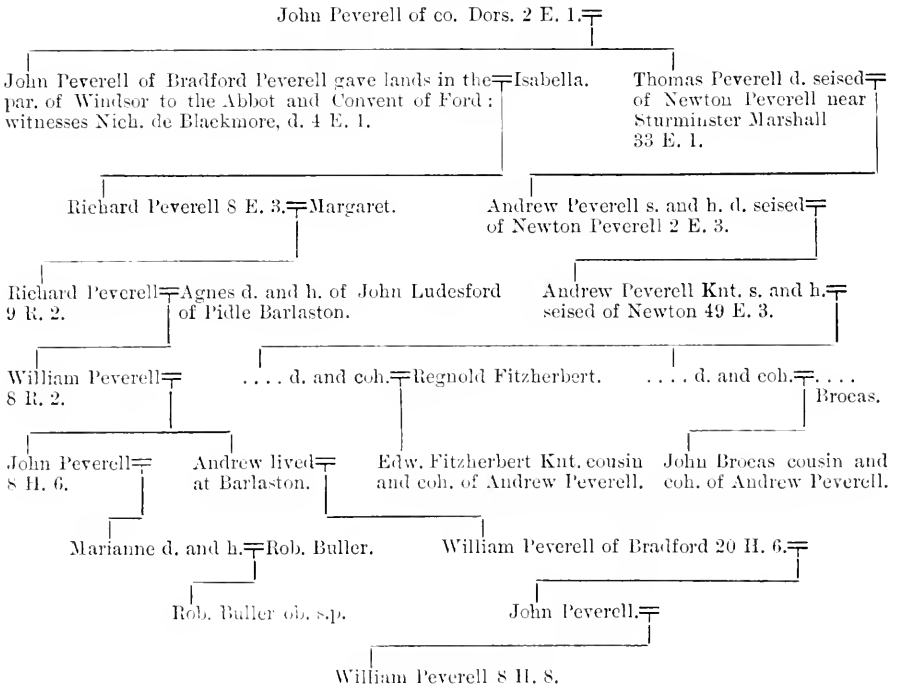 John Peverell of co. Dors. 2 E. 1.
John Peverell of Bradford Peverell gave lands in the par. of Windsor to the Abbot and Convent of Ford : witnesses Nich. de Blackmore, d. 4 E. 1.
Isabella.
Thomas Peverell d. seised of Newton Peverell near Sturminster Marshall 33 E. 1.
Richard Peverell 8 E. 3.
Margaret.
Andrew Peverell s. and h. d. seised of Newton Peverell 2 E. 3.
Richard Peverell 9 R. 2.
Agnes d. and h. of John Ludesford of Pidle Barlaston.
Andrew Peverell Knt. s. and h. seised of Newton 49 E. 3.
William Peverell 8 R. 2.
.... d. and coh.
Regnold Fitzherbert.
.... d. and coh.
.... Brocas.
John Peverell 8 H. 6.
Andrew lived at Barlaston.
Edw. Fitzherbert Knt. cousin and coh. of Andrew Peverell.
John Brocas cousin and coh. of Andrew Peverell.
Marianne d. and h.
Rob. Buller.
William Peverell of Bradford 20 H. 6.
Rob. Buller ob. s.p.
John Peverell.
William Peverell 8 H. 8.